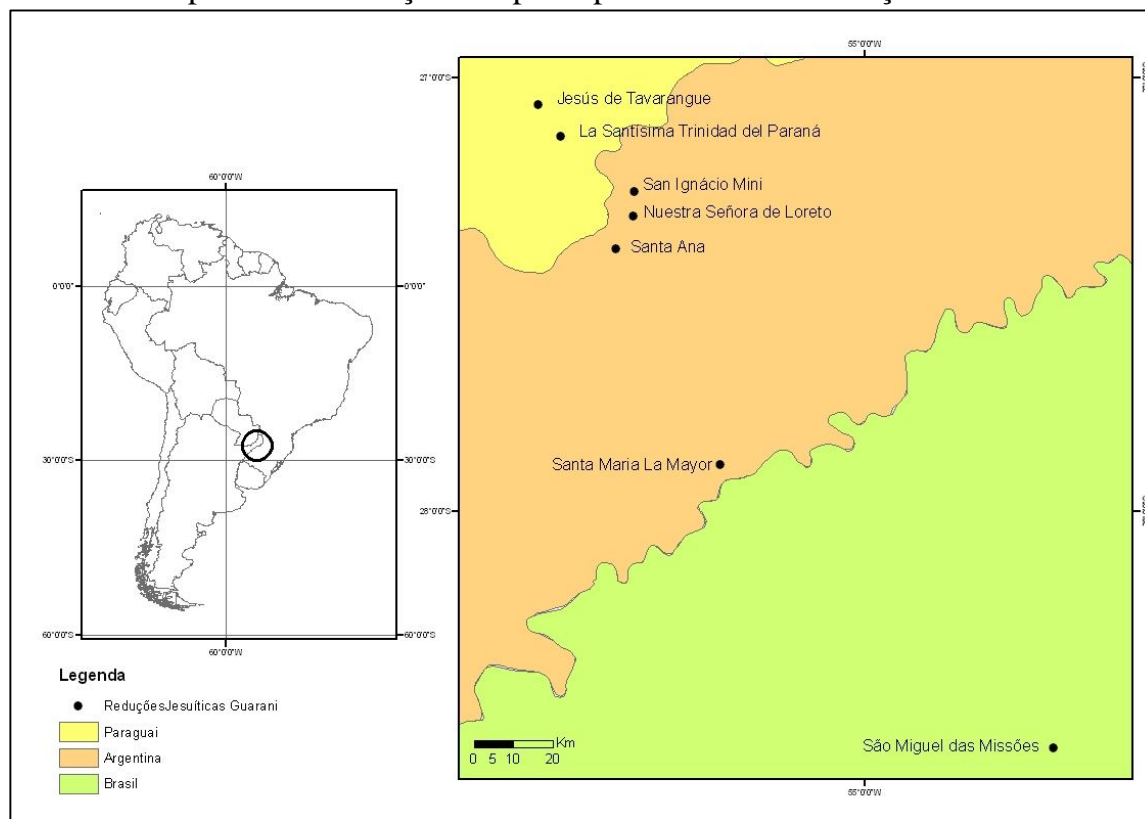 55°0'0"W
27°0'0"S
Jesús de Tavarangue
La Santísima Trinidad del Paraná
San Ignácio Mini
Nuestra Señora de Loreto
Santa Ana
60°0'0"W
0°0'0"
0°0'0"
Santa Maria La Mayor
30°0'0"S
30°0'0"S
28°0'0"S
60°0'0"S
60°0'0"S
60°0'0"W
Legenda
ReduçõesJesuíticas Guarani
Paraguai
Argentina
Brasil
Km
0 5 10 20
São Miguel das Missões
55°0'0"W